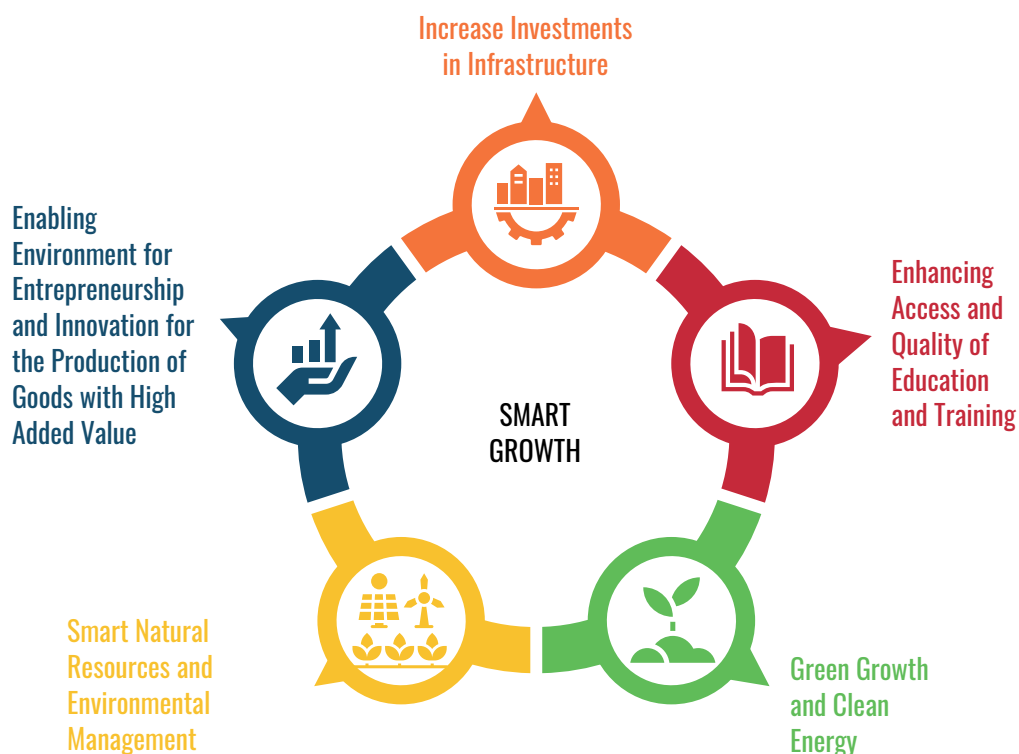 Increase Investments
in Infrastructure
Enabling
Environment for
Entrepreneurship
and Innovation for
the Production of
Goods with High
Added Value
Enhancing
Access and
Quality of
Education
and Training
SMART
GROWTH
Smart Natural
Resources and
Environmental
Management
Green Growth
and Clean
Energy